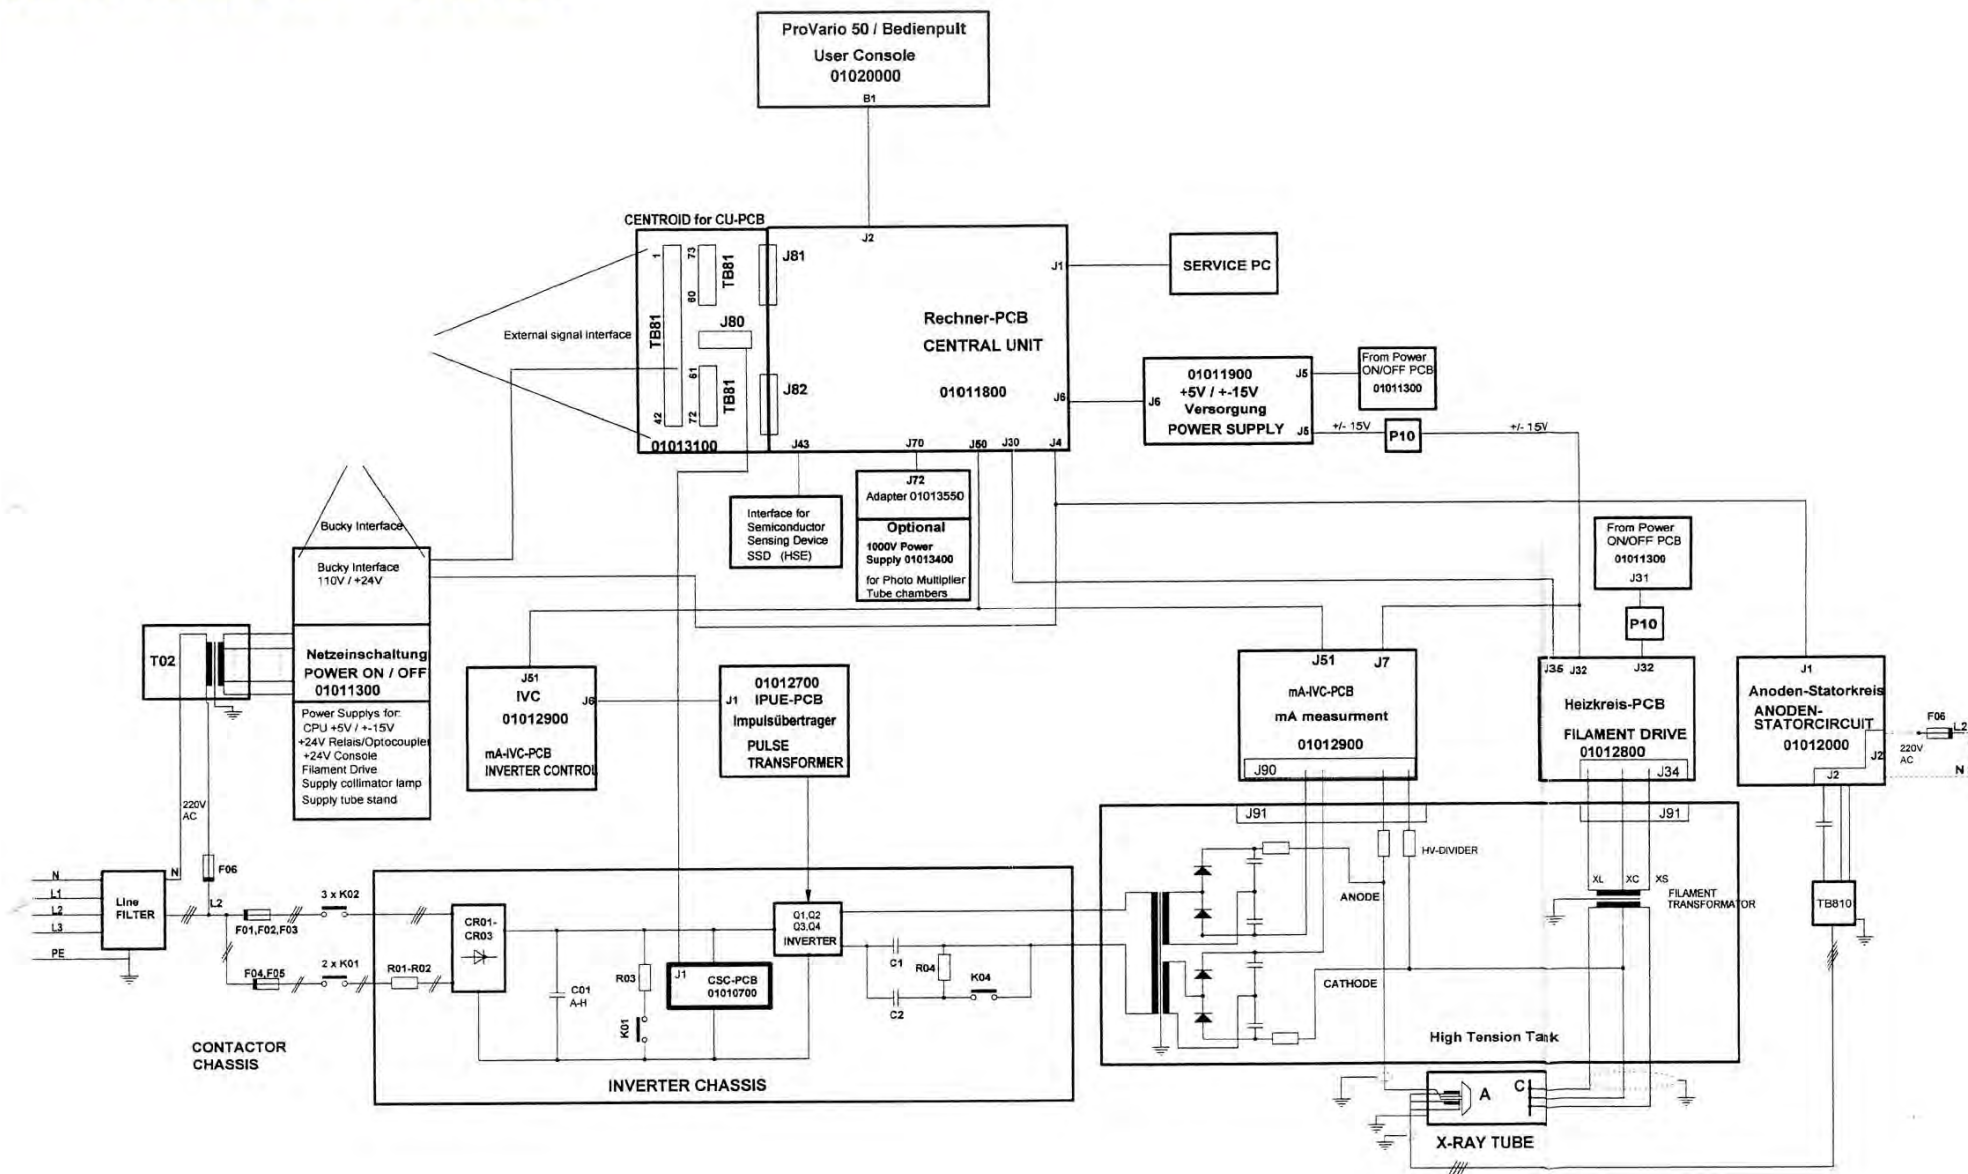 ProVario 50 / Bedienpult
User Console
01020000
B1
CENTROID for CU-PCB
J2
J81
J1
SERVICE PC
1
73
TB81
60
TB81
J80
External signal interface
Rechner-PCB
CENTRAL UNIT
01011800
61
TB81
72
42
J82
01013100
J6
J43
J70
J50
J30
J4
01011900
+5V / +-15V
Versorgung
POWER SUPPLY
J6
J5
J5
From Power
ON/OFF PCB
01011300
+/- 15V
P10
+/- 15V
J72
Adapter 01013550
Optional
1000V Power
Supply 01013400
for Photo Multiplier
Tube chambers
Interface for
Semiconductor
Sensing Device
SSD (HSE)
Bucky Interface
Bucky Interface
110V / +24V
From Power
ON/OFF PCB
01011300
J31
P10
T02
Netzeinschaltung
POWER ON / OFF
01011300
Power Supplys for:
CPU +5V / +-15V
+24V Relais/Optocoupler
+24V Console
Filament Drive
Supply collimator lamp
Supply tube stand
J51
IVC
01012900
J6
mA-IVC-PCB
INVERTER CONTROL
01012700
J1
IPUE-PCB
Impulsübertrager
PULSE
TRANSFORMER
J51
J7
mA-IVC-PCB
mA measurment
01012900
J90
J35
J32
J32
Heizkreis-PCB
FILAMENT DRIVE
01012800
J34
J1
Anoden-Statorkreis
ANODEN-
STATORCIRCUIT
01012000
J2
J2
F06
L2
220V
AC
N
220V
AC
F06
N
L1
L2
L3
PE
Line
FILTER
N
L2
F01,F02,F03
3 x K02
F04,F05
2 x K01
R01-R02
CR01-
CR03
C01
A-H
R03
K01
J1
CSC-PCB
01010700
Q1,Q2
Q3,Q4
INVERTER
C1
R04
C2
K04
J91
J91
HV-DIVIDER
ANODE
CATHODE
XL
XC
XS
FILAMENT
TRANSFORMATOR
High Tension Tank
TB810
CONTACTOR
CHASSIS
INVERTER CHASSIS
A
C
X-RAY TUBE